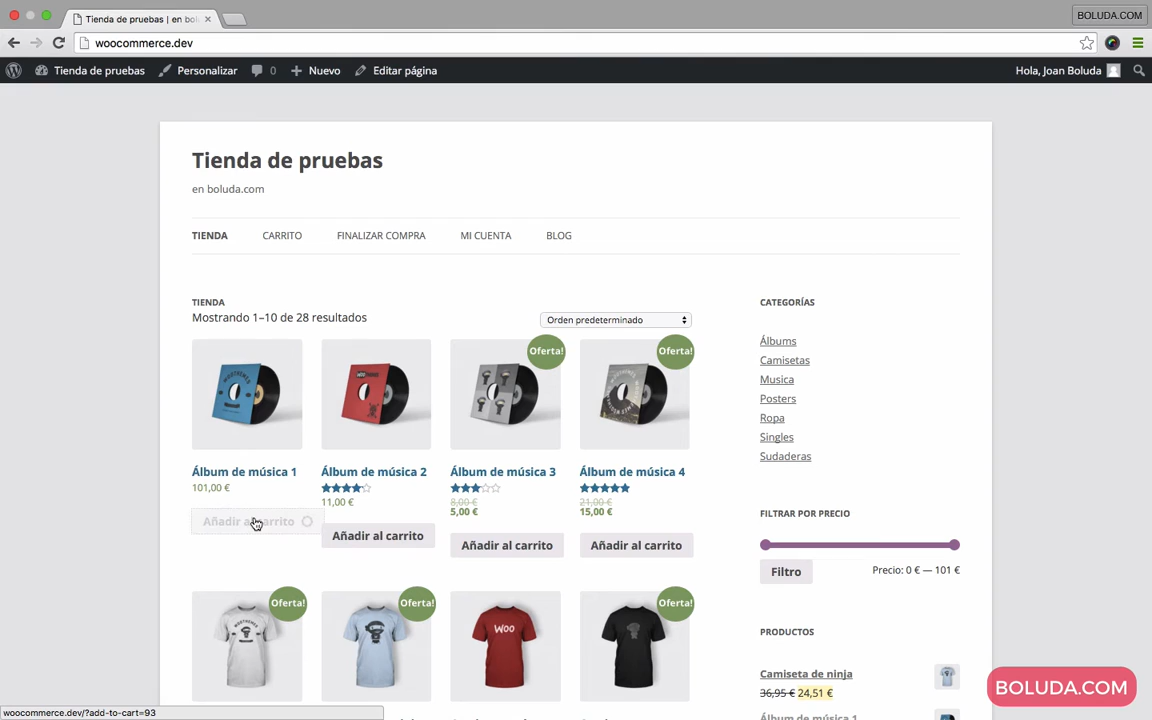 Tienda de pruebas | en bol
BOLUDA.COM
woocommerce.dev
Tienda de pruebas
Personalizar
0
Nuevo
Editar página
Hola, Joan Boluda
Tienda de pruebas
en boluda.com
TIENDA
CARRITO
FINALIZAR COMPRA
MI CUENTA
BLOG
TIENDA
Mostrando 1–10 de 28 resultados
Orden predeterminado
Oferta!
Oferta!
Álbum de música 1
101,00 €
Añadir al carrito
Álbum de música 2
11,00 €
Añadir al carrito
Álbum de música 3
8,00 €
5,00 €
Añadir al carrito
Álbum de música 4
21,00 €
15,00 €
Añadir al carrito
Oferta!
Oferta!
WOO
Oferta!
CATEGORÍAS
Álbums
Camisetas
Musica
Posters
Ropa
Singles
Sudaderas
FILTRAR POR PRECIO
Filtro
Precio: 0 € — 101 €
PRODUCTOS
Camiseta de ninja
36,95 € 24,51 €
Álbum de música 1
BOLUDA.COM
woocommerce.dev/?add-to-cart=93